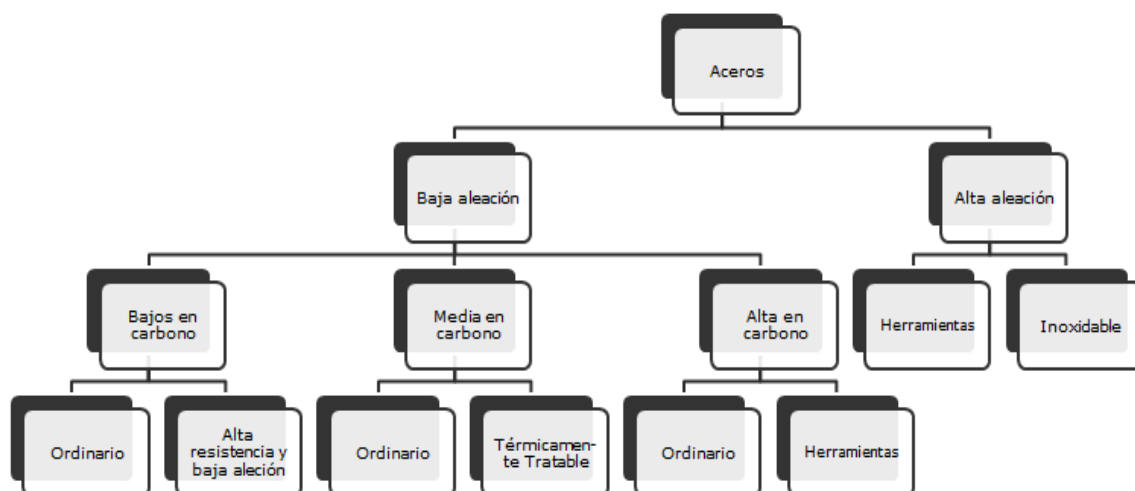 Aceros
Baja aleación
Alta aleación
Bajos en
carbono
Media en
carbono
Alta en
carbono
Herramientas
Inoxidable
Ordinario
Alta
resistencia y
baja aleción
Ordinario
Térmicamen-
te Tratable
Ordinario
Herramientas